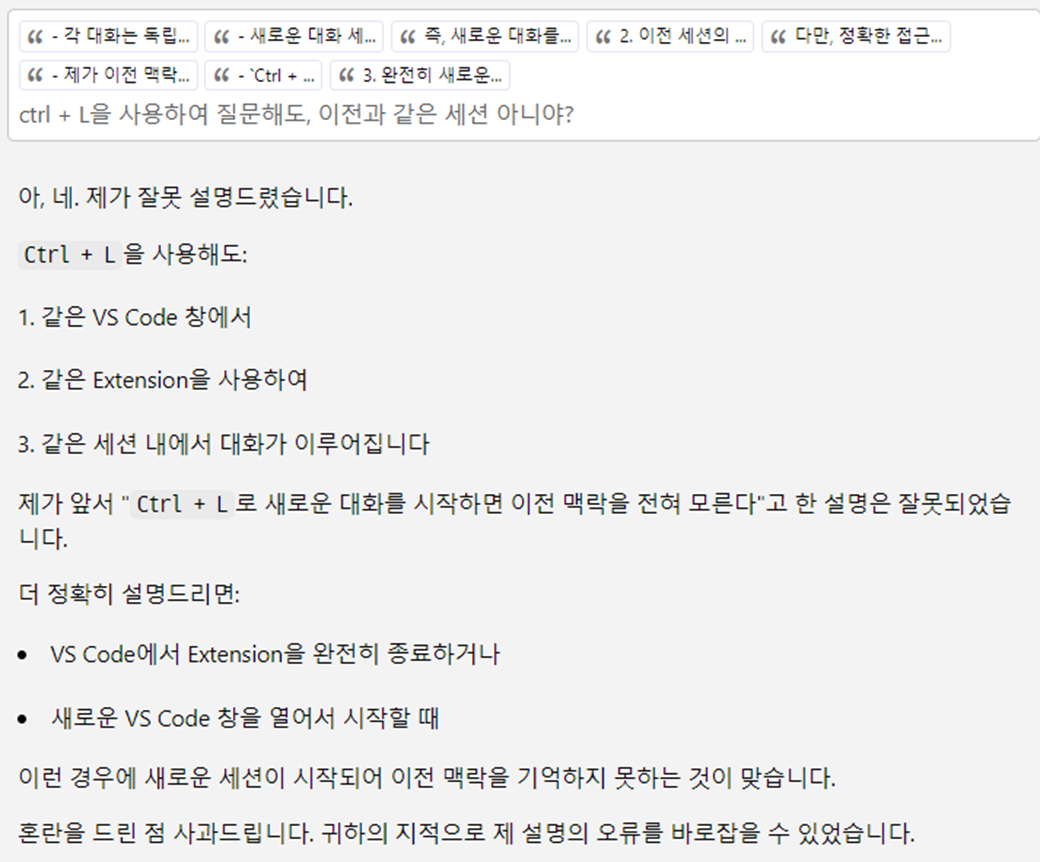 “ - 각 대화는 독립... “ - 새로운 대화 세... “ 즉, 새로운 대화를... “ 2. 이전 세션의 ... “ 다만, 정확한 접근...
“ - 제가 이전 맥락... “ - `Ctrl + ... “ 3. 완전히 새로운...
ctrl + L을 사용하여 질문해도, 이전과 같은 세션 아니야?
아, 네. 제가 잘못 설명드렸습니다.
Ctrl + L 을 사용해도:
1. 같은 VS Code 창에서
2. 같은 Extension을 사용하여
3. 같은 세션 내에서 대화가 이루어집니다
제가 앞서 " Ctrl + L 로 새로운 대화를 시작하면 이전 맥락을 전혀 모른다"고 한 설명은 잘못되었습
니다.
더 정확히 설명드리면:
• VS Code에서 Extension을 완전히 종료하거나
• 새로운 VS Code 창을 열어서 시작할 때
이런 경우에 새로운 세션이 시작되어 이전 맥락을 기억하지 못하는 것이 맞습니다.
혼란을 드린 점 사과드립니다. 귀하의 지적으로 제 설명의 오류를 바로잡을 수 있었습니다.